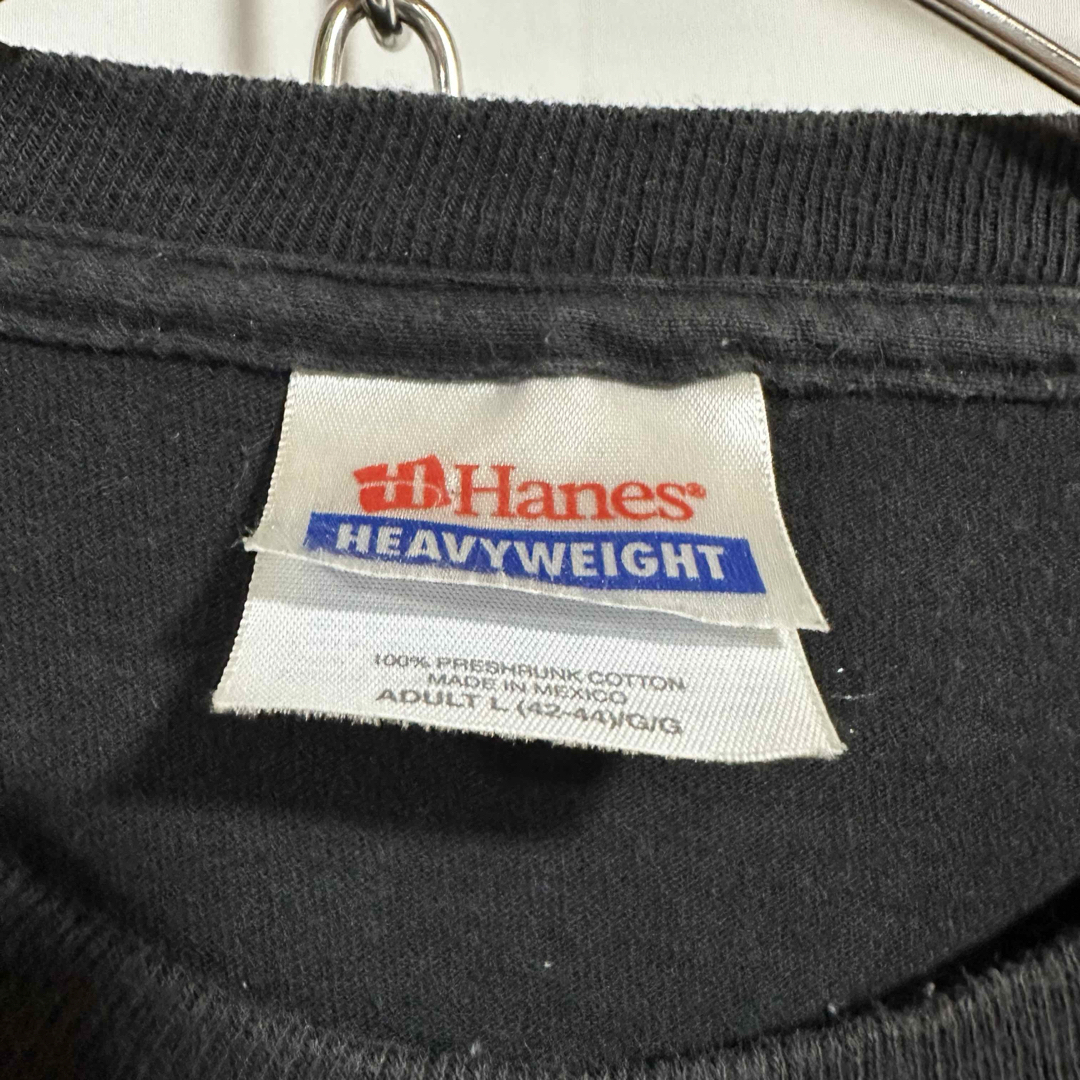 Hanes®
HEAVYWEIGHT
100% PRESHRUNK COTTON
MADE IN MEXICO
ADULT L (42-44)/G/G